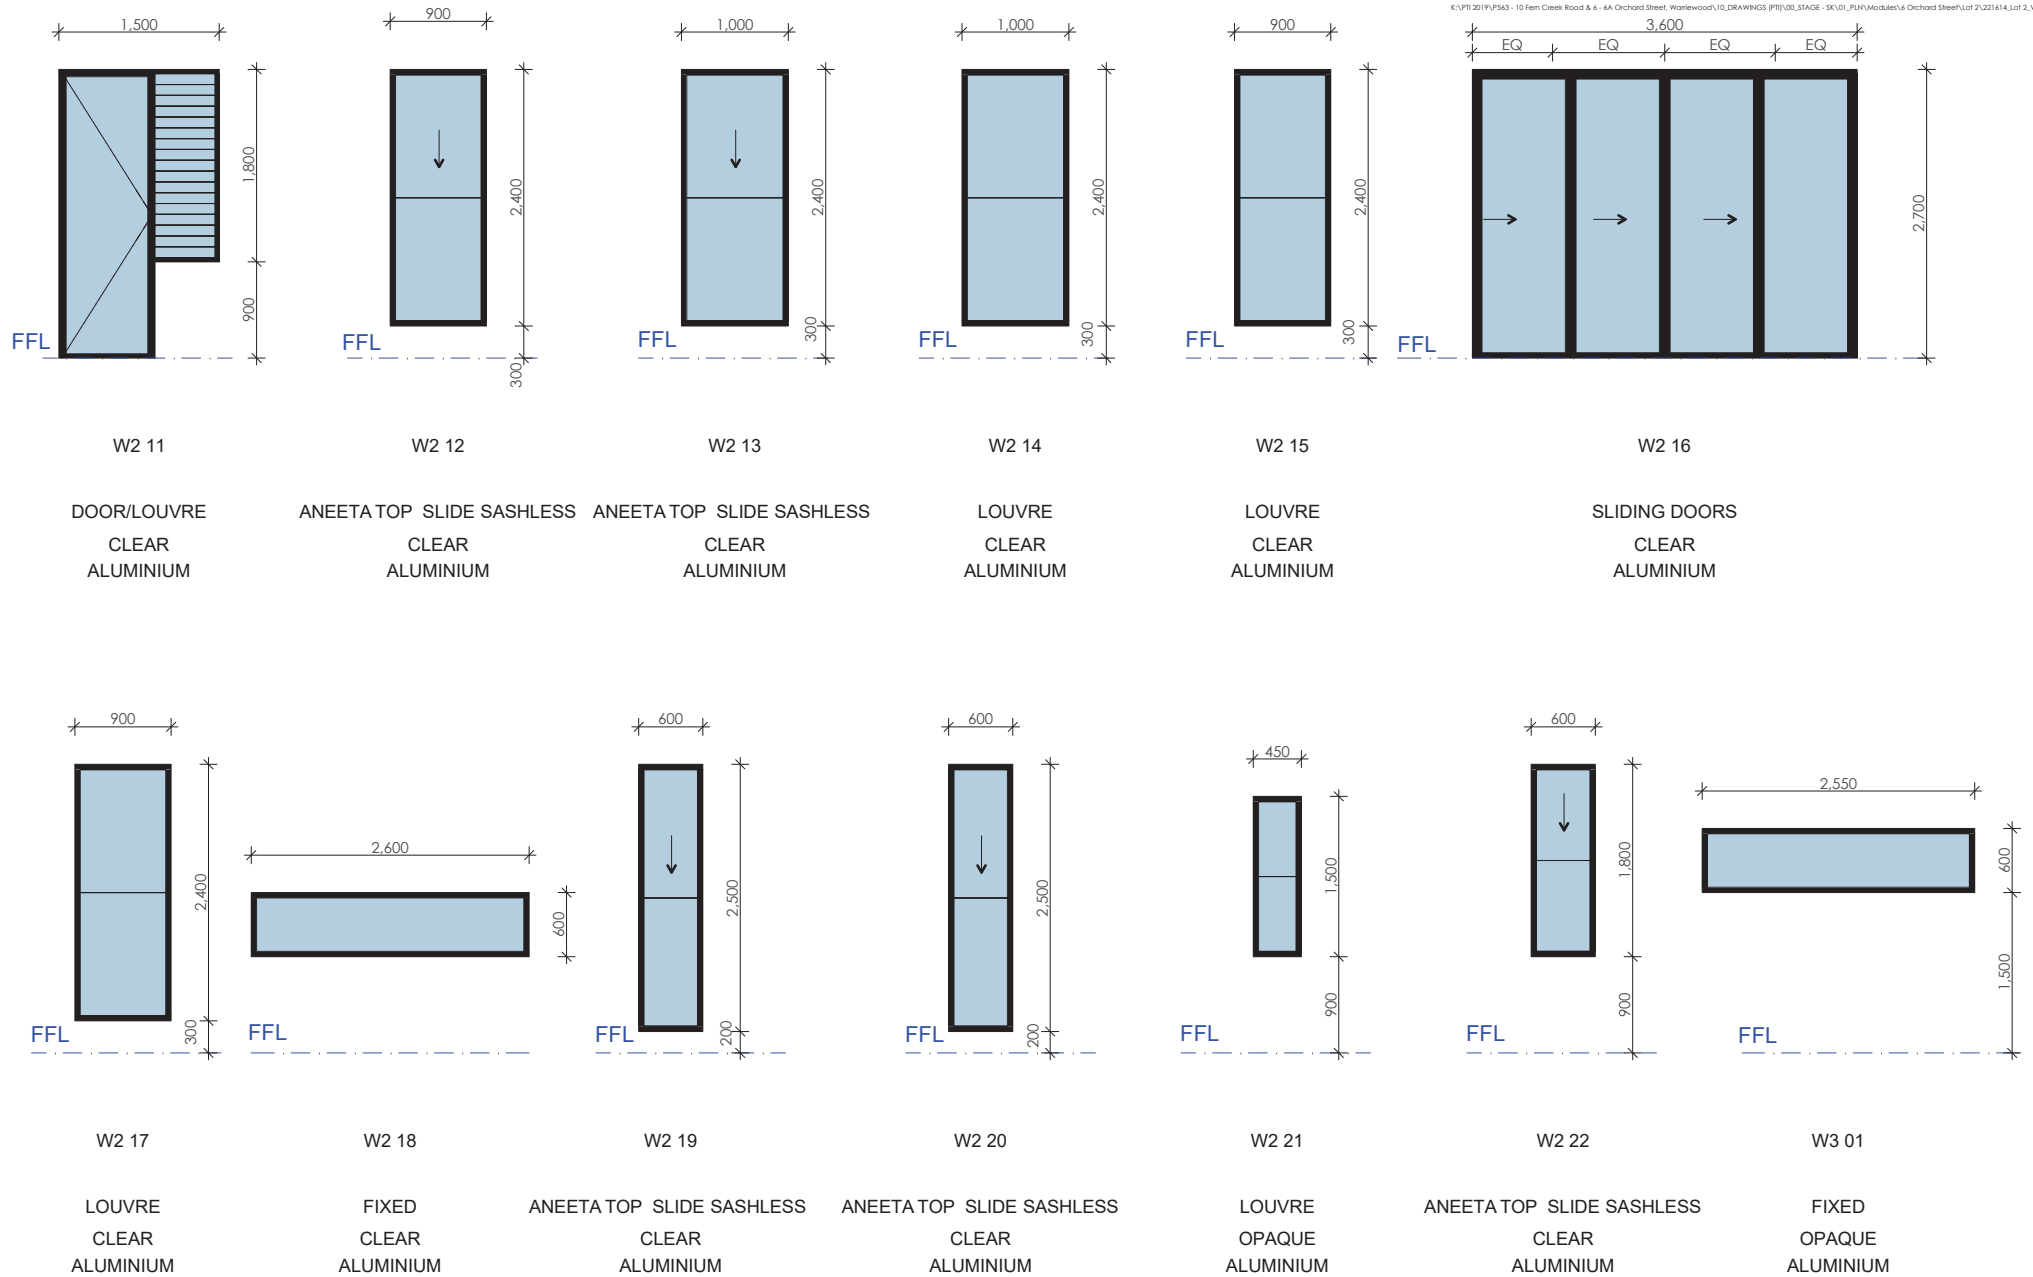 K:\PTI 2019\P563 - 10 Fern Creek Road & 6 - 6A Orchard Street, Warriewood\10_DRAWINGS (PTI)\00_STAGE - SK\01_PLN\Modules\6 Orchard Street\Lot 2\221614_Lot 2_V
1,500 900 1,000 1,000 900 3,600
EQ EQ EQ EQ
1,800 2,400 2,400 2,400 2,400 2,700
900 300 300 300 300
FFL FFL FFL FFL FFL FFL
W2 11 W2 12 W2 13 W2 14 W2 15 W2 16
DOOR/LOUVRE ANEETA TOP SLIDE SASHLESS ANEETA TOP SLIDE SASHLESS LOUVRE LOUVRE SLIDING DOORS
CLEAR CLEAR CLEAR CLEAR CLEAR CLEAR
ALUMINIUM ALUMINIUM ALUMINIUM ALUMINIUM ALUMINIUM ALUMINIUM
900 2,600 600 600 450 600 2,550
2,400 600 2,500 2,500 1,500 1,800 600
300 200 200 900 900 1,500
FFL FFL FFL FFL FFL FFL FFL
W2 17 W2 18 W2 19 W2 20 W2 21 W2 22 W3 01
LOUVRE FIXED ANEETA TOP SLIDE SASHLESS ANEETA TOP SLIDE SASHLESS LOUVRE ANEETA TOP SLIDE SASHLESS FIXED
CLEAR CLEAR CLEAR CLEAR OPAQUE CLEAR OPAQUE
ALUMINIUM ALUMINIUM ALUMINIUM ALUMINIUM ALUMINIUM ALUMINIUM ALUMINIUM